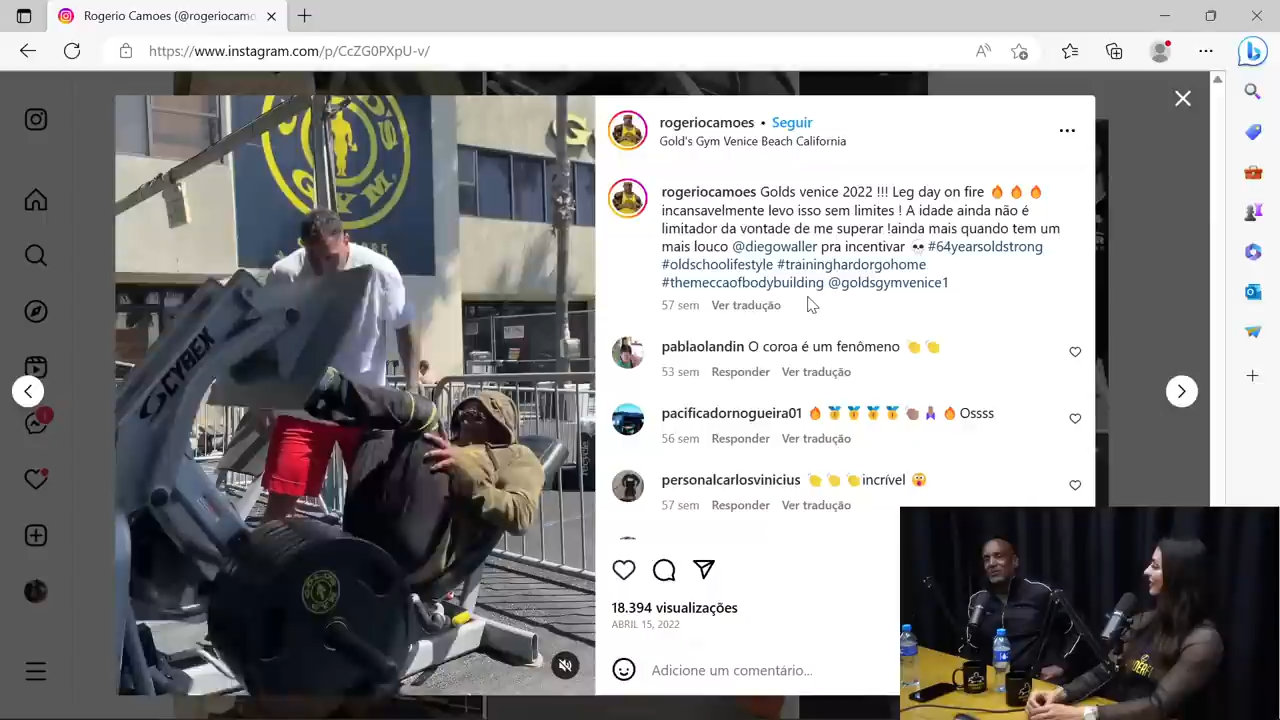 Rogerio Camoes (@rogeriocamo
https://www.instagram.com/p/CcZG0PXpU-v/
rogeriocamoes • Seguir
Gold's Gym Venice Beach California
rogeriocamoes Golds venice 2022 !!! Leg day on fire 🔥🔥🔥
incansavelmente levo isso sem limites ! A idade ainda não é
limitador da vontade de me superar !ainda mais quando tem um
mais louco @diegowaller pra incentivar 💀#64yearsoldstrong
#oldschoolifestyle #traininghardorgohome
#themeccaofbodybuilding @goldsgymvenice1
57 sem Ver tradução
pablaolandin O coroa é um fenômeno 👏👏
53 sem Responder Ver tradução
pacificadornogueira01 🔥🥇🥇🥇🥇👏🏽🙏🏽🔥Ossss
56 sem Responder Ver tradução
personalcarlosvinicius 👏👏👏incrível 😱
57 sem Responder Ver tradução
18.394 visualizações
ABRIL 15, 2022
Adicione um comentário...
GOLD'S
GYM
CYBEX